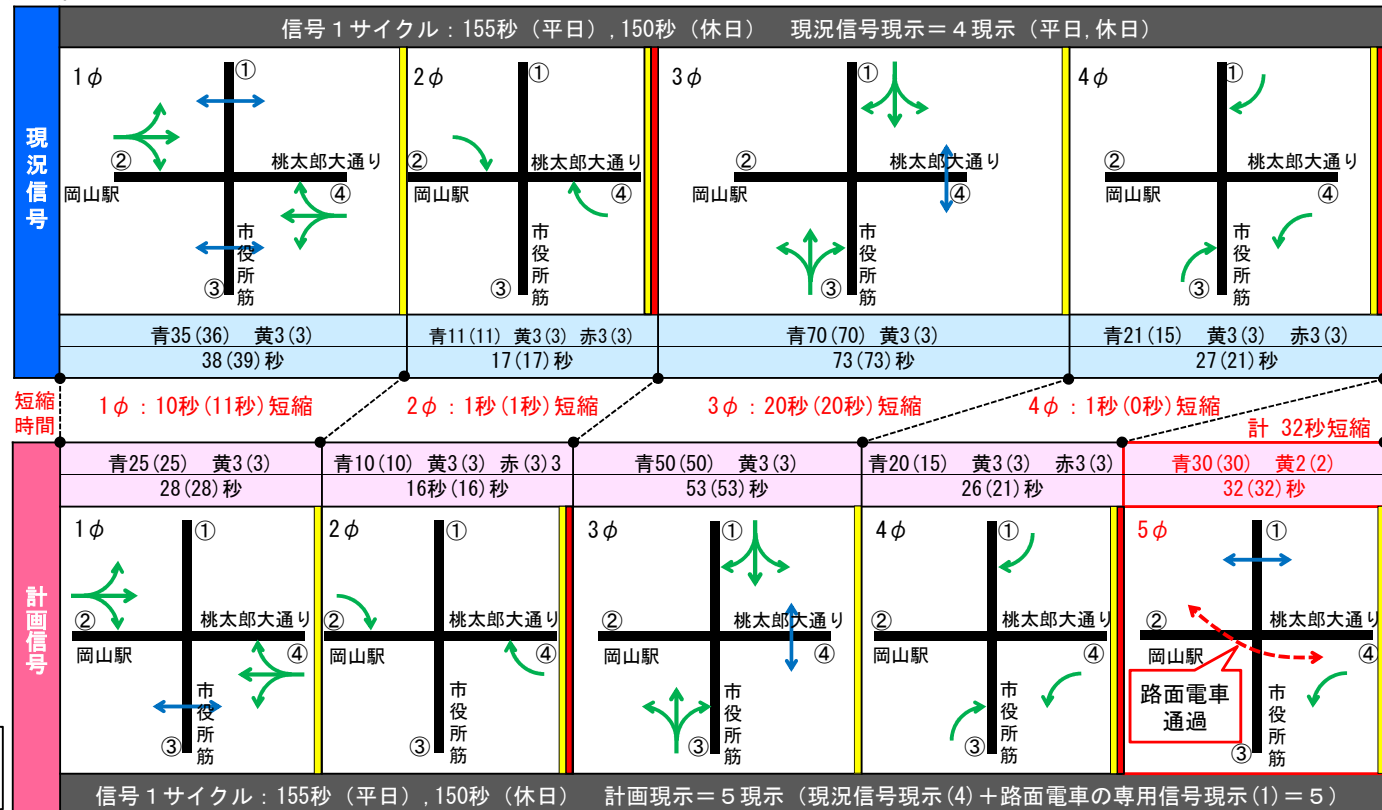 信号１サイクル：155秒（平日）,150秒（休日）　現況信号現示＝４現示（平日,休日）
現況信号
1φ
①
②
桃太郎大通り
岡山駅
④
市役所筋
③
2φ
①
②
桃太郎大通り
岡山駅
④
③
3φ
①
②
桃太郎大通り
岡山駅
④
市役所筋
③
4φ
①
②
桃太郎大通り
岡山駅
④
市役所筋
③
青35(36)　黄3(3)
38(39)秒
青11(11) 黄3(3) 赤3(3)
17(17)秒
青70(70) 黄3(3)
73(73)秒
青21(15)　黄3(3)　赤3(3)
27(21)秒
短縮
時間
1φ：10秒(11秒)短縮
2φ：1秒(1秒)短縮
3φ：20秒(20秒)短縮
4φ：1秒(0秒)短縮
計 32秒短縮
計画信号
青25(25)　黄3(3)
28(28)秒
青10(10) 黄3(3) 赤(3)3
16秒(16)秒
青50(50)　黄3(3)
53(53)秒
青20(15)　黄3(3)　赤3(3)
26(21)秒
青30(30)　黄2(2)
32(32)秒
1φ
①
②
桃太郎大通り
岡山駅
④
市役所筋
③
2φ
①
②
桃太郎大通り
岡山駅
④
③
3φ
①
②
桃太郎大通り
岡山駅
④
市役所筋
③
4φ
①
②
桃太郎大通り
岡山駅
④
市役所筋
③
5φ
①
②
桃太郎大通り
岡山駅
④
路面電車
通過
市役所筋
③
信号１サイクル：155秒（平日）,150秒（休日）　計画現示＝５現示（現況信号現示(4)＋路面電車の専用信号現示(1)＝５）